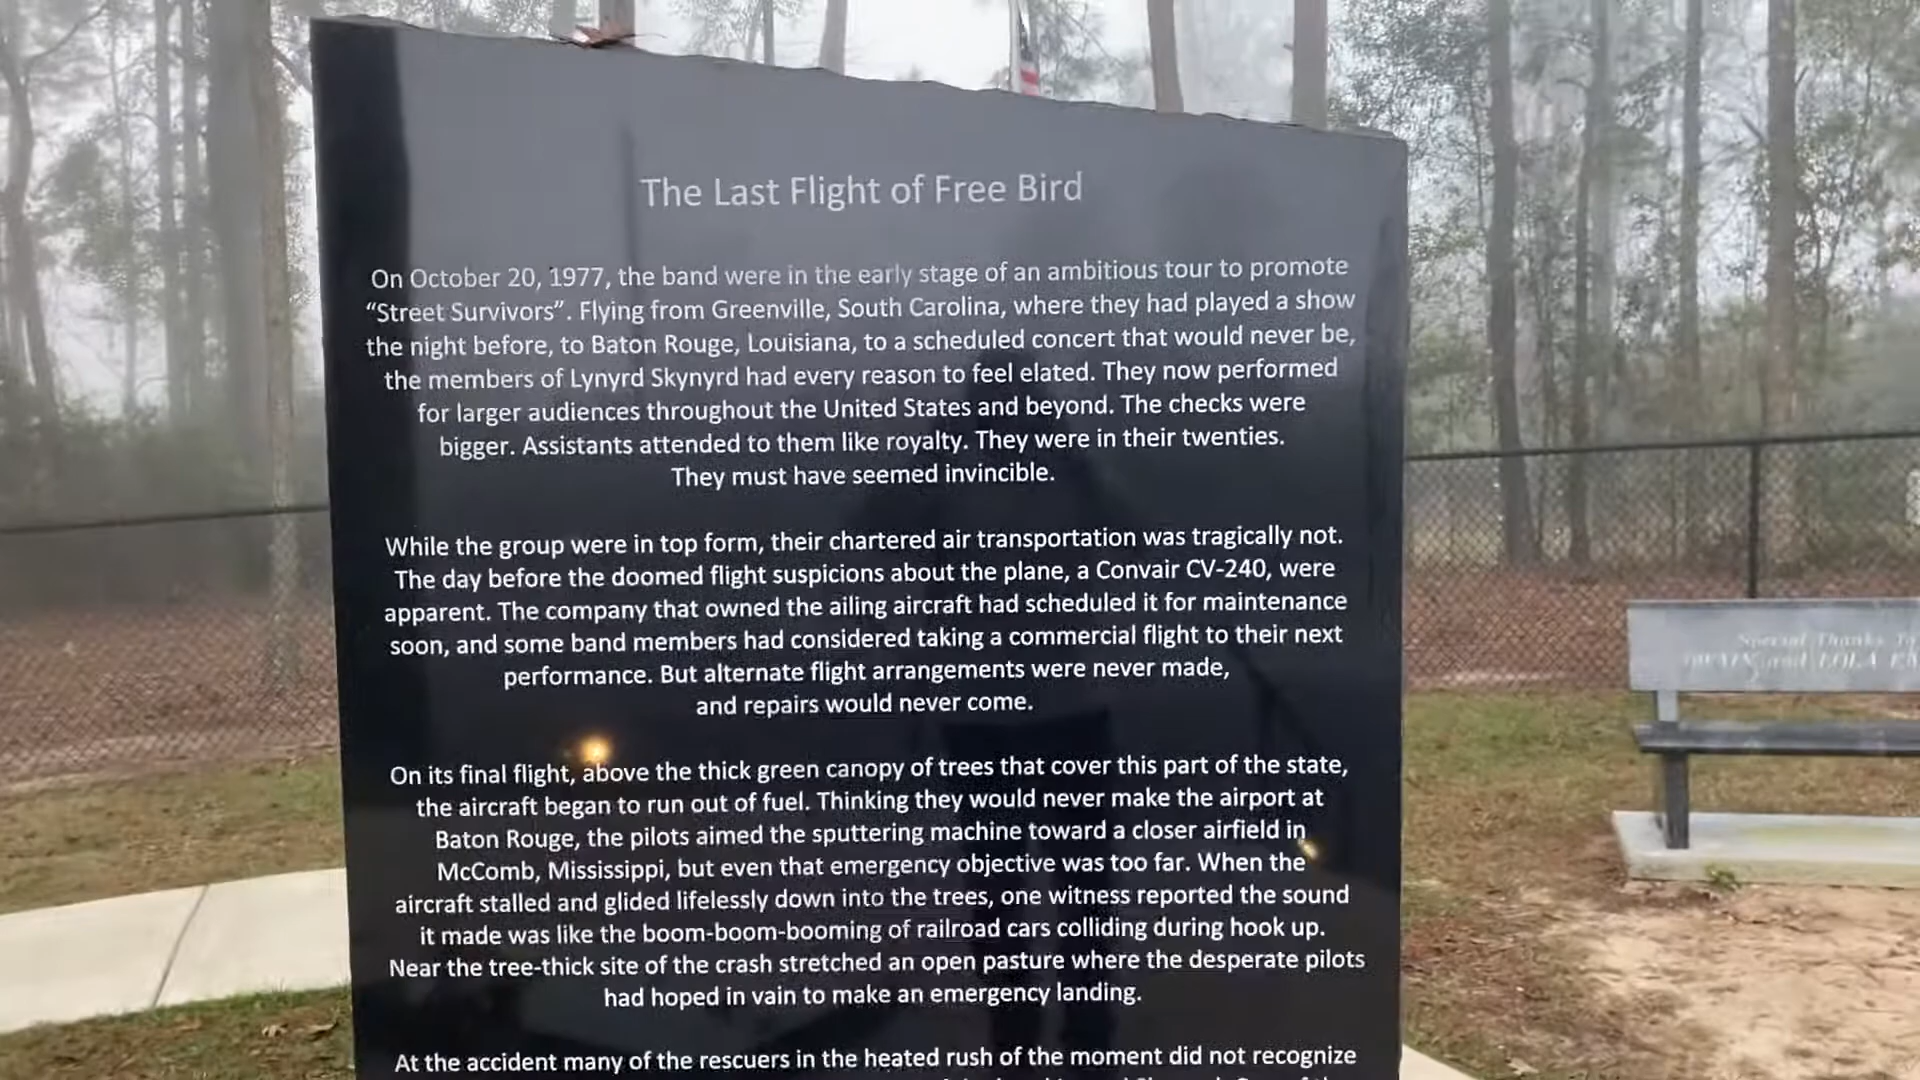 The Last Flight of Free Bird
On October 20, 1977, the band were in the early stage of an ambitious tour to promote
“Street Survivors”. Flying from Greenville, South Carolina, where they had played a show
the night before, to Baton Rouge, Louisiana, to a scheduled concert that would never be,
the members of Lynyrd Skynyrd had every reason to feel elated. They now performed
for larger audiences throughout the United States and beyond. The checks were
bigger. Assistants attended to them like royalty. They were in their twenties.
They must have seemed invincible.
While the group were in top form, their chartered air transportation was tragically not.
The day before the doomed flight suspicions about the plane, a Convair CV-240, were
apparent. The company that owned the ailing aircraft had scheduled it for maintenance
soon, and some band members had considered taking a commercial flight to their next
performance. But alternate flight arrangements were never made,
and repairs would never come.
On its final flight, above the thick green canopy of trees that cover this part of the state,
the aircraft began to run out of fuel. Thinking they would never make the airport at
Baton Rouge, the pilots aimed the sputtering machine toward a closer airfield in
McComb, Mississippi, but even that emergency objective was too far. When the
aircraft stalled and glided lifelessly down into the trees, one witness reported the sound
it made was like the boom-boom-booming of railroad cars colliding during hook up.
Near the tree-thick site of the crash stretched an open pasture where the desperate pilots
had hoped in vain to make an emergency landing.
At the accident many of the rescuers in the heated rush of the moment did not recognize
Special Thanks To
and LOLA